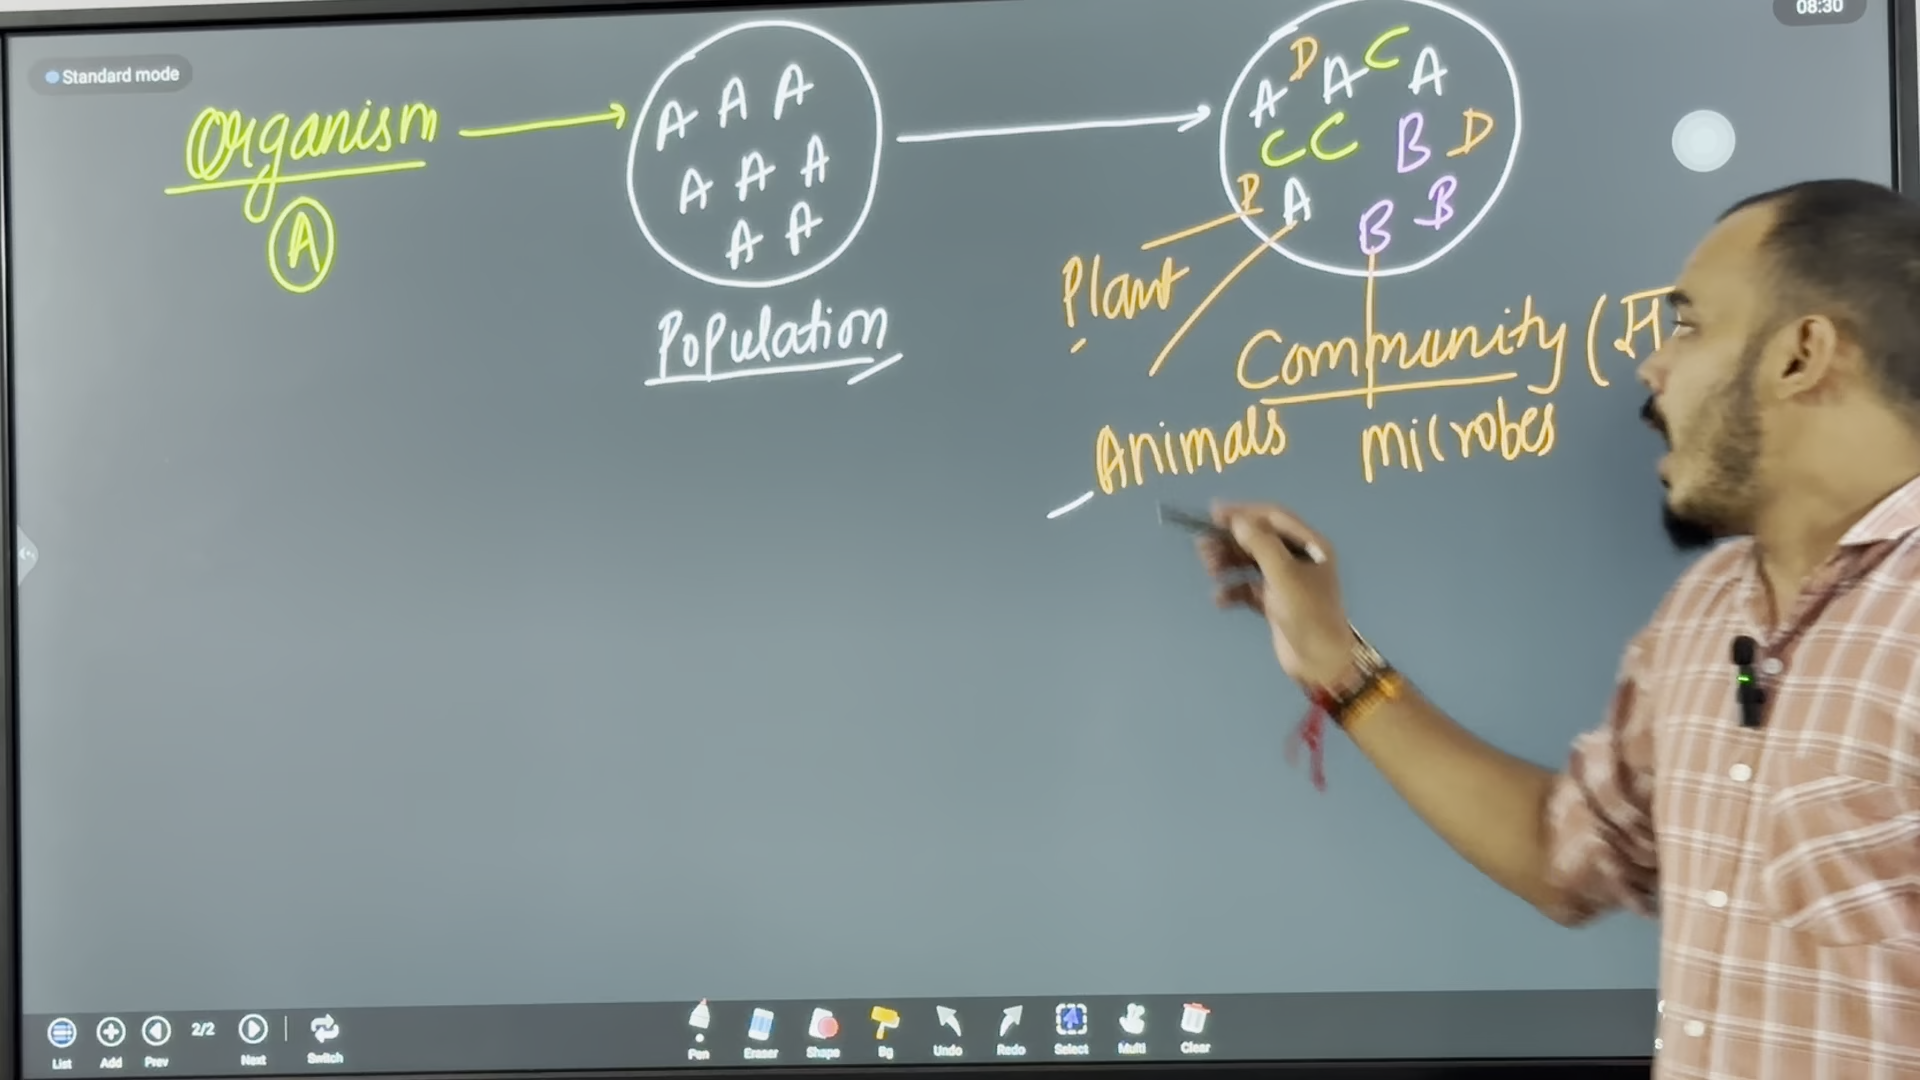 08:30
Standard mode
Organism
A
A A A
A A A
A A
Population
A D A C A
C C B D
D A B B
Plant
Community (
Animals
microbes
List
Add
Prev
2/2
Next
Switch
Pen
Eraser
Shape
Bg
Undo
Redo
Select
Multi
Clear